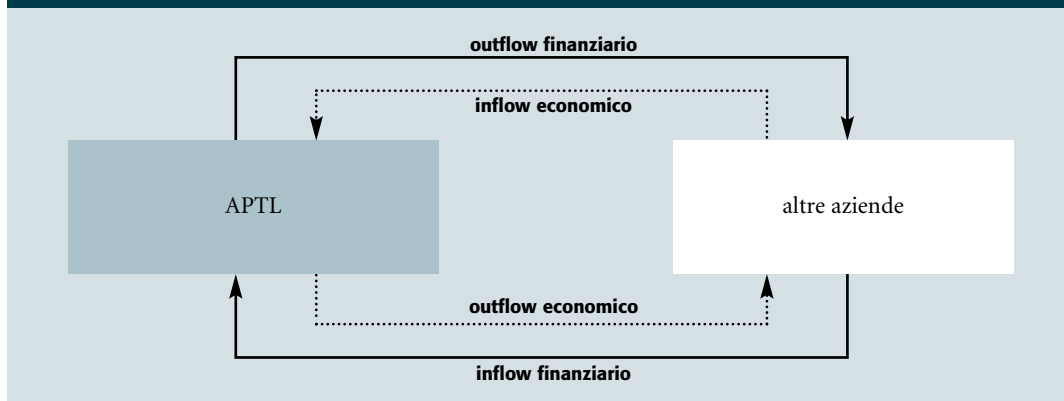 outflow finanziario
inflow economico
APTL
altre aziende
outflow economico
inflow finanziario